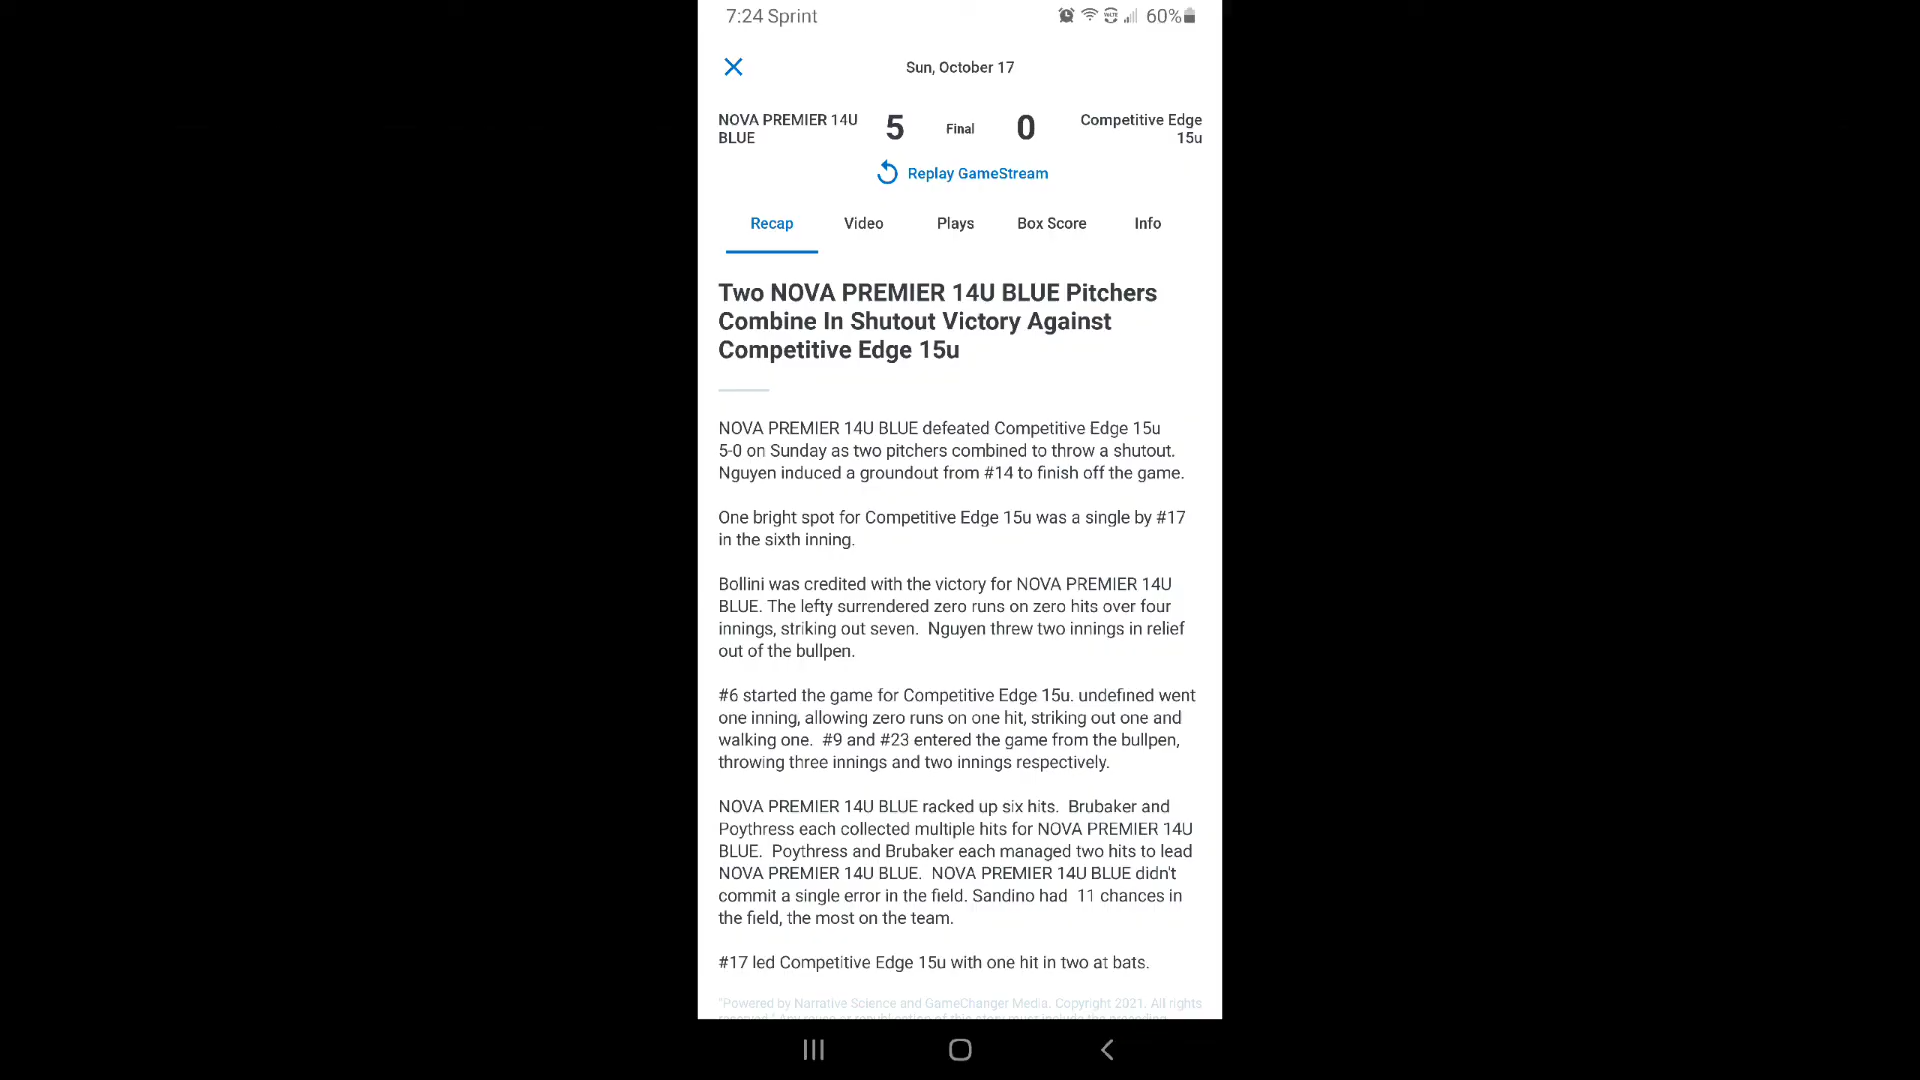 7:24 Sprint
60%
Sun, October 17
NOVA PREMIER 14U
BLUE
5
Final
0
Competitive Edge
15u
Replay GameStream
Recap
Video
Plays
Box Score
Info
Two NOVA PREMIER 14U BLUE Pitchers
Combine In Shutout Victory Against
Competitive Edge 15u
NOVA PREMIER 14U BLUE defeated Competitive Edge 15u
5-0 on Sunday as two pitchers combined to throw a shutout.
Nguyen induced a groundout from #14 to finish off the game.
One bright spot for Competitive Edge 15u was a single by #17
in the sixth inning.
Bollini was credited with the victory for NOVA PREMIER 14U
BLUE. The lefty surrendered zero runs on zero hits over four
innings, striking out seven.  Nguyen threw two innings in relief
out of the bullpen.
#6 started the game for Competitive Edge 15u. undefined went
one inning, allowing zero runs on one hit, striking out one and
walking one.  #9 and #23 entered the game from the bullpen,
throwing three innings and two innings respectively.
NOVA PREMIER 14U BLUE racked up six hits.  Brubaker and
Poythress each collected multiple hits for NOVA PREMIER 14U
BLUE.  Poythress and Brubaker each managed two hits to lead
NOVA PREMIER 14U BLUE.  NOVA PREMIER 14U BLUE didn't
commit a single error in the field. Sandino had  11 chances in
the field, the most on the team.
#17 led Competitive Edge 15u with one hit in two at bats.
"Powered by Narrative Science and GameChanger Media. Copyright 2021. All rights
reserved." Any reuse or republication of this story must include the preceding